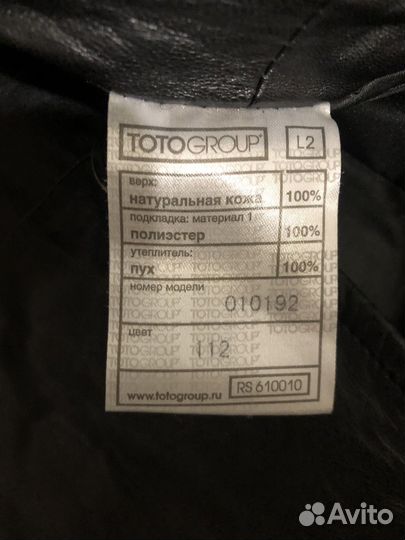 TOTOGROUP L2
верх:
натуральная кожа 100%
подкладка: материал 1
полиэстер 100%
утеплитель:
пух 100%
номер модели
010192
цвет
112
www.totogroup.ru RS 610010
Avito